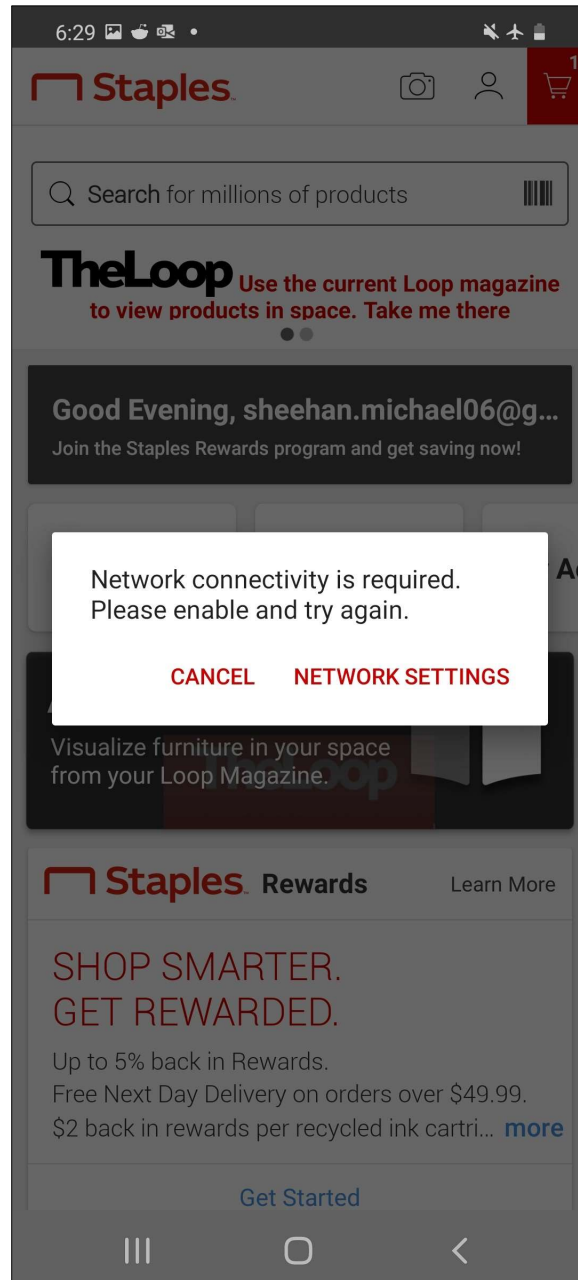 6:29
1
Staples
Search for millions of products
TheLoop Use the current Loop magazine
to view products in space. Take me there
Good Evening, sheehan.michael06@g...
Join the Staples Rewards program and get saving now!
Network connectivity is required.
Please enable and try again.
CANCEL NETWORK SETTINGS
Visualize furniture in your space
from your Loop Magazine.
TheLoop
Staples. Rewards Learn More
SHOP SMARTER.
GET REWARDED.
Up to 5% back in Rewards.
Free Next Day Delivery on orders over $49.99.
$2 back in rewards per recycled ink cartri... more
Get Started